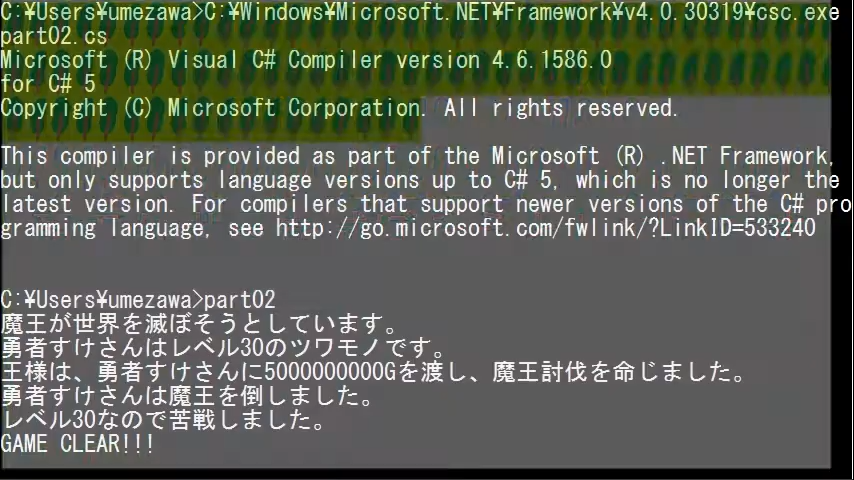 C:¥Users¥umezawa>C:¥Windows¥Microsoft.NET¥Framework¥v4.0.30319¥csc.exe
part02.cs
Microsoft (R) Visual C# Compiler version 4.6.1586.0
for C# 5
Copyright (C) Microsoft Corporation. All rights reserved.
This compiler is provided as part of the Microsoft (R) .NET Framework,
but only supports language versions up to C# 5, which is no longer the
latest version. For compilers that support newer versions of the C# pro
gramming language, see http://go.microsoft.com/fwlink/?LinkID=533240
C:¥Users¥umezawa>part02
魔王が世界を滅ぼそうとしています。
勇者すけさんはレベル30のツワモノです。
王様は、勇者すけさんに5000000000Gを渡し、魔王討伐を命じました。
勇者すけさんは魔王を倒しました。
レベル30なので苦戦しました。
GAME CLEAR!!!